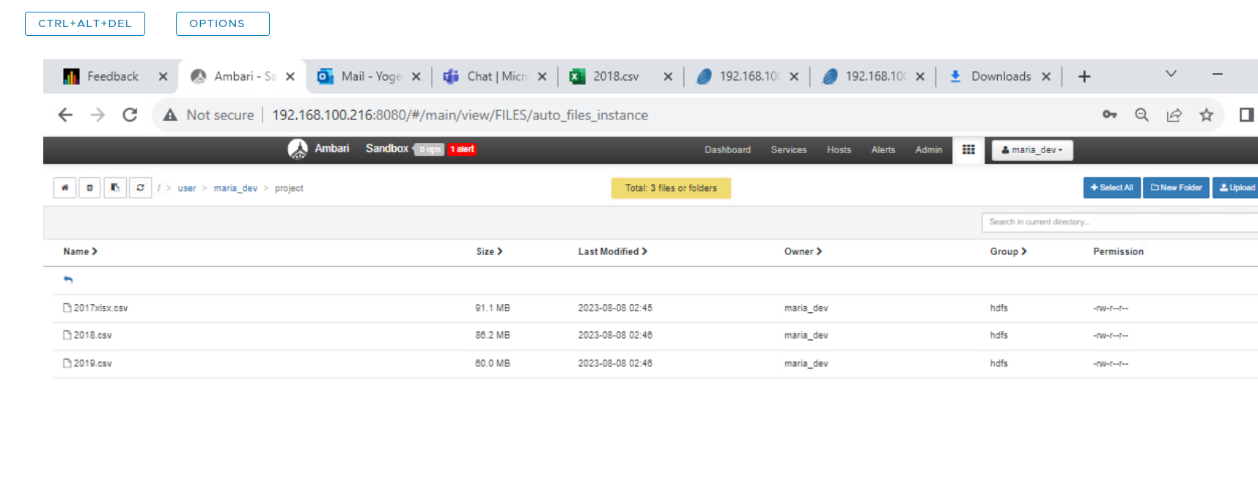 CTRL+ALT+DEL OPTIONS
Feedback Ambari - Sa Mail - Yoge Chat | Micro 2018.csv 192.168.100 192.168.100 Downloads
Not secure 192.168.100.216:8080/#/main/view/FILES/auto_files_instance
Ambari Sandbox 0 ops 1 alert Dashboard Services Hosts Alerts Admin maria_dev
/ > user > maria_dev > project Total: 3 files or folders + Select All New Folder Upload
Search in current directory...
Name > Size > Last Modified > Owner > Group > Permission
2017xlsx.csv 91.1 MB 2023-08-08 02:45 maria_dev hdfs -rw-r--r--
2018.csv 86.2 MB 2023-08-08 02:46 maria_dev hdfs -rw-r--r--
2019.csv 60.0 MB 2023-08-08 02:46 maria_dev hdfs -rw-r--r--